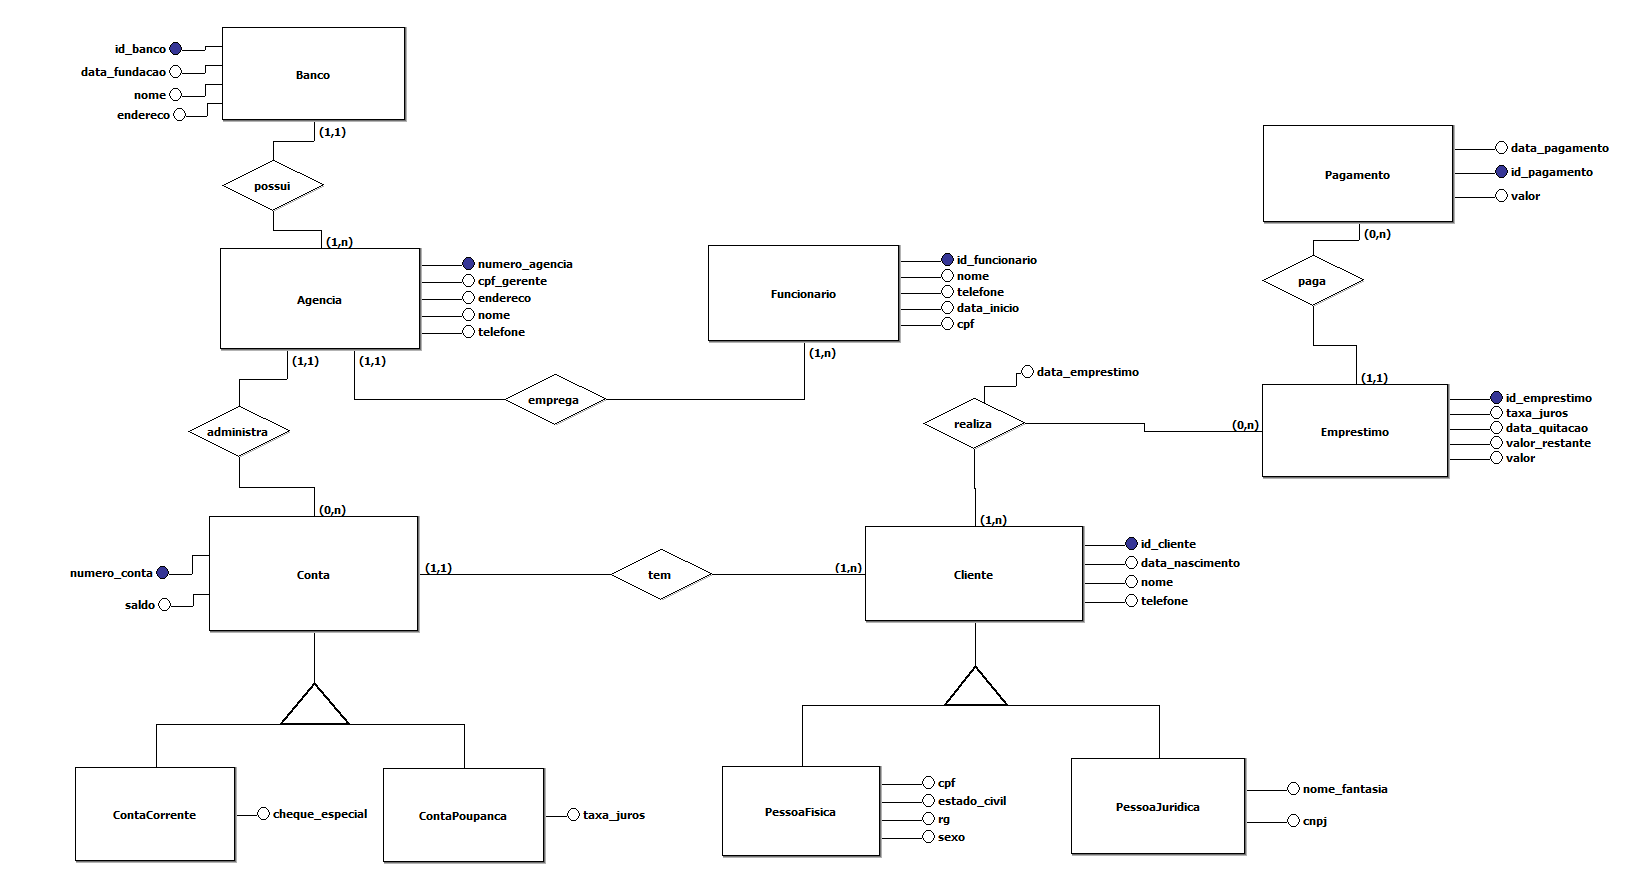 id_banco
data_fundacao
nome
endereco
Banco
(1,1)
possui
(1,n)
Agencia
numero_agencia
cpf_gerente
endereco
nome
telefone
(1,1)
(1,1)
Funcionario
id_funcionario
nome
telefone
data_inicio
cpf
(1,n)
emprega
administra
(0,n)
Pagamento
data_pagamento
id_pagamento
valor
(0,n)
paga
(1,1)
data_emprestimo
realiza
(0,n)
Emprestimo
id_emprestimo
taxa_juros
data_quitacao
valor_restante
valor
(1,n)
numero_conta
saldo
Conta
(1,1)
tem
(1,n)
Cliente
id_cliente
data_nascimento
nome
telefone
ContaCorrente
cheque_especial
ContaPoupanca
taxa_juros
PessoaFisica
cpf
estado_civil
rg
sexo
PessoaJuridica
nome_fantasia
cnpj